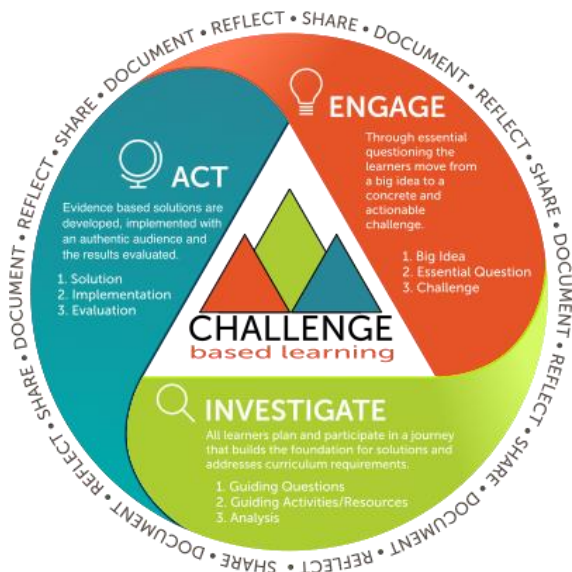 SHARE • DOCUMENT • REFLECT • SHARE • DOCUMENT • REFLECT • SHARE • DOCUMENT • REFLECT • SHARE • DOCUMENT • REFLECT • SHARE • DOCUMENT • REFLECT • SHARE • DOCUMENT • REFLECT •
ENGAGE
Through essential
questioning the
learners move from
a big idea to a
concrete and
actionable
challenge.
1. Big Idea
2. Essential Question
3. Challenge
INVESTIGATE
All learners plan and participate in a journey
that builds the foundation for solutions and
addresses curriculum requirements.
1. Guiding Questions
2. Guiding Activities/Resources
3. Analysis
ACT
Evidence based solutions are
developed, implemented with
an authentic audience and
the results evaluated.
1. Solution
2. Implementation
3. Evaluation
CHALLENGE
based learning